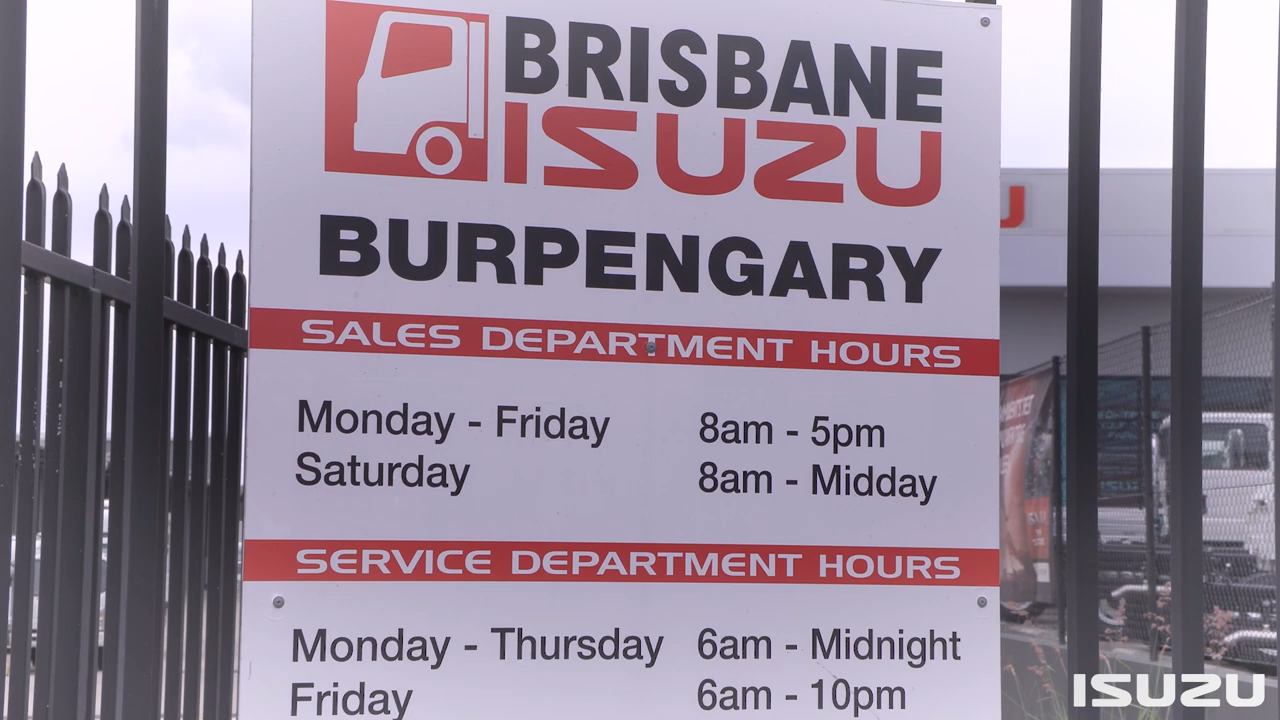 BRISBANE
ISUZU
BURPENGARY
SALES DEPARTMENT HOURS
Monday - Friday 8am - 5pm
Saturday 8am - Midday
SERVICE DEPARTMENT HOURS
Monday - Thursday 6am - Midnight
Friday 6am - 10pm
ISUZU
ISUZU